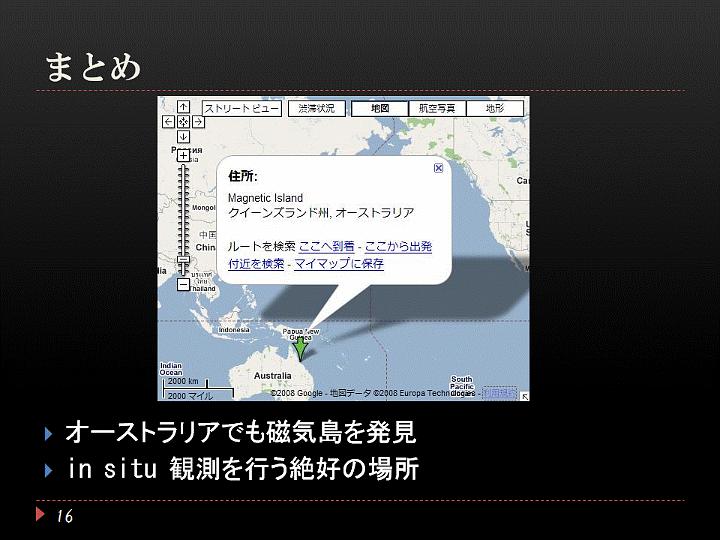 まとめ
ストリート ビュー
渋滞状況
地図
航空写真
地形
住所:
Magnetic Island
クイーンズランド州, オーストラリア
ルートを検索 ここへ到着 - ここから出発
付近を検索 - マイマップに保存
Mongol
中国
Chin
ประเทศ
Thailand
Indonesia
Papua New
Guinea
Indian
Ocean
Australia
South
Pacific
Ocean
2000 km
2000 マイル
©2008 Google - 地図データ ©2008 Europa Technologies - 利用規約
オーストラリアでも磁気島を発見
in situ 観測を行う絶好の場所
16